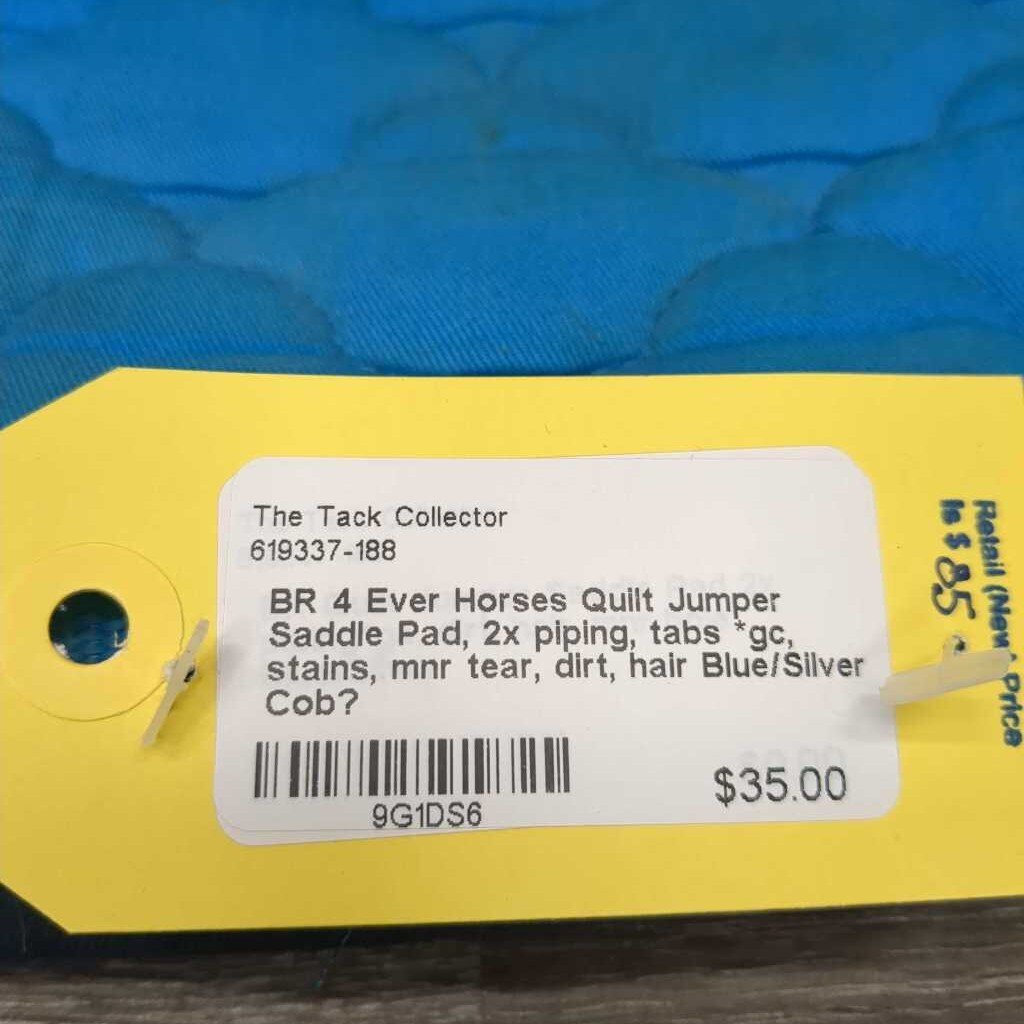 The Tack Collector
619337-188
BR 4 Ever Horses Quilt Jumper
Saddle Pad, 2x piping, tabs *gc,
stains, mnr tear, dirt, hair Blue/Silver
Cob?
9G1DS6
$35.00
Retail (New) Price
Is $ 85